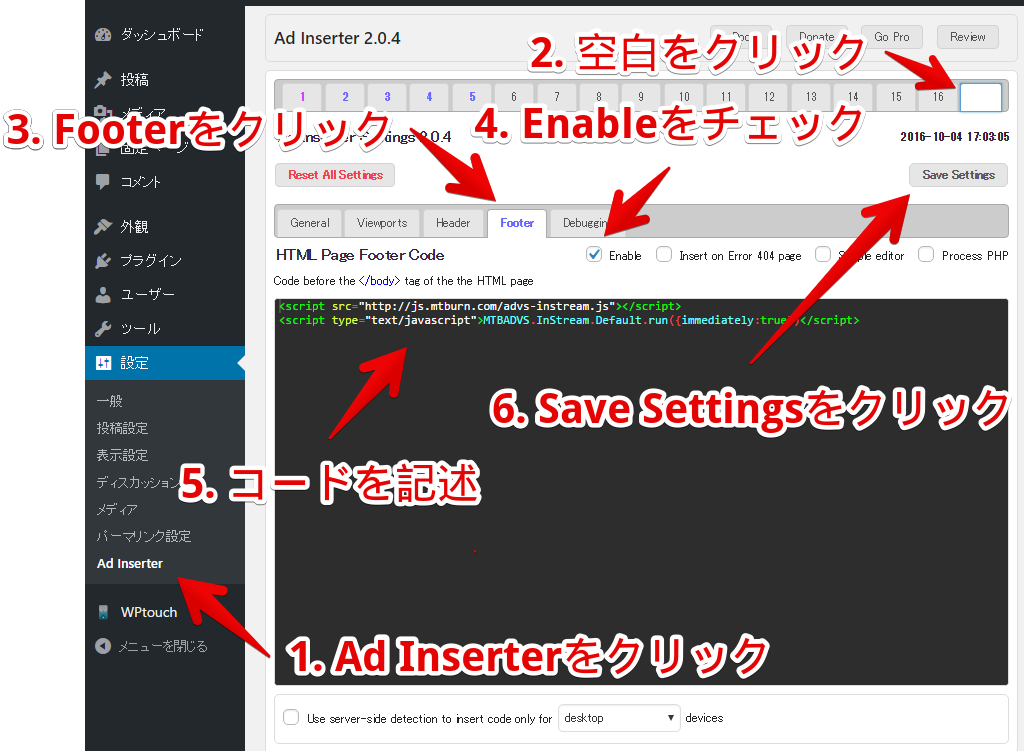 ダッシュボード
投稿
メディア
固定ページ
コメント
外観
プラグイン
ユーザー
ツール
設定
一般
投稿設定
表示設定
ディスカッション
メディア
パーマリンク設定
Ad Inserter
WPtouch
メニューを閉じる
Ad Inserter 2.0.4
Donate Go Pro Review
2. 空白をクリック
1 2 3 4 5 6 7 8 9 10 11 12 13 14 15 16
3. Footerをクリック
4. Enableをチェック
2.0.4
2016-10-04 17:03:05
Reset All Settings
Save Settings
General Viewports Header Footer Debugging
HTML Page Footer Code
Enable Insert on Error 404 page Simple editor Process PHP
Code before the </body> tag of the the HTML page
<script src="http://js.mtburn.com/advs-instream.js"></script>
<script type="text/javascript">MTBADVS.InStream.Default.run({immediately:true})</script>
6. Save Settingsをクリック
5. コードを記述
1. Ad Inserterをクリック
Use server-side detection to insert code only for desktop devices